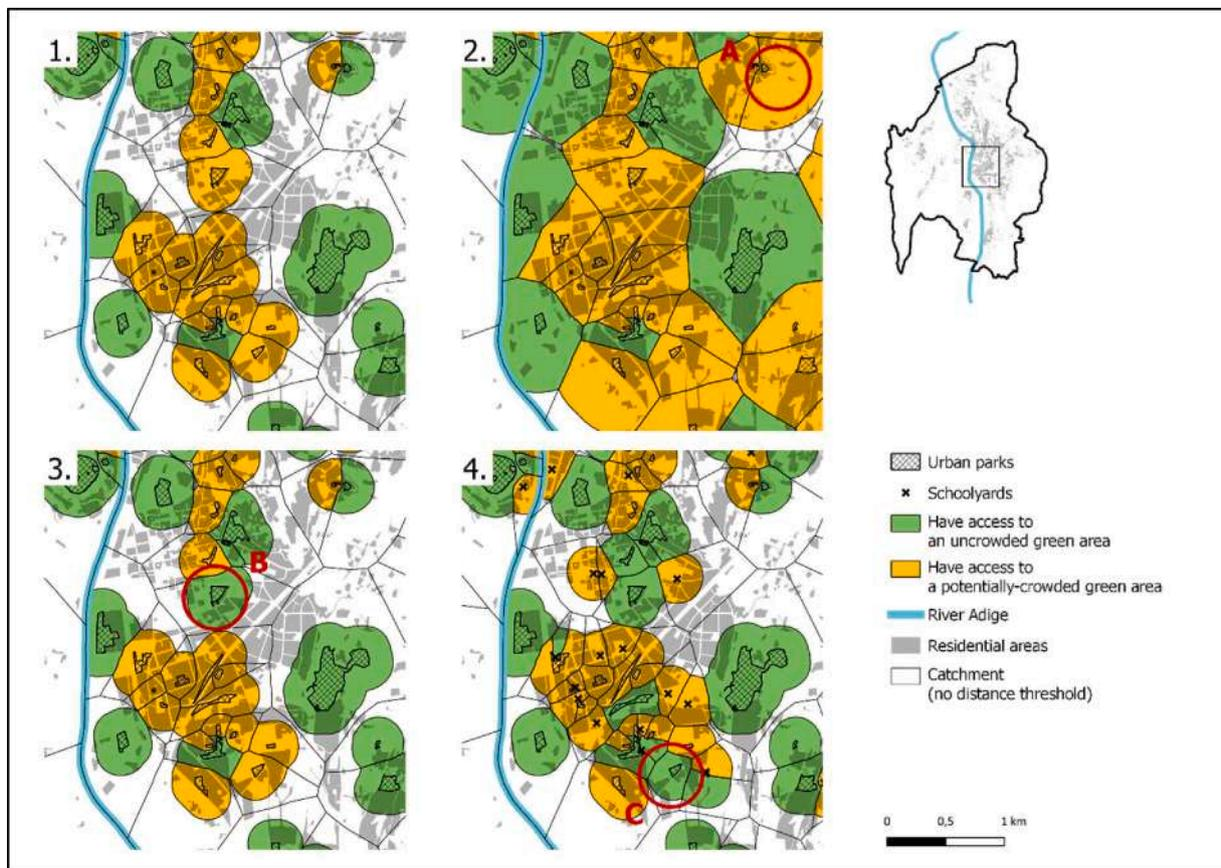 1.
2.
A
3.
B
4.
C
Urban parks
Schoolyards
Have access to
an uncrowded green area
Have access to
a potentially-crowded green area
River Adige
Residential areas
Catchment
(no distance threshold)
0 0,5 1 km